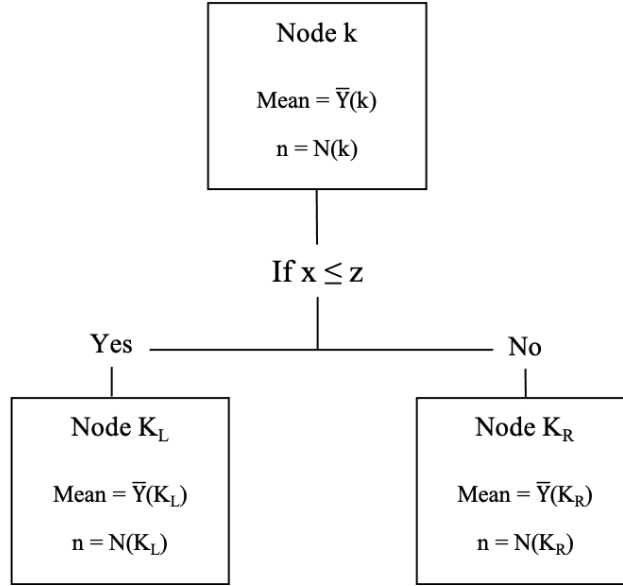 Node k
Mean = Y̅(k)
n = N(k)
If x ≤ z
Yes
No
Node K_L
Mean = Y̅(K_L)
n = N(K_L)
Node K_R
Mean = Y̅(K_R)
n = N(K_R)